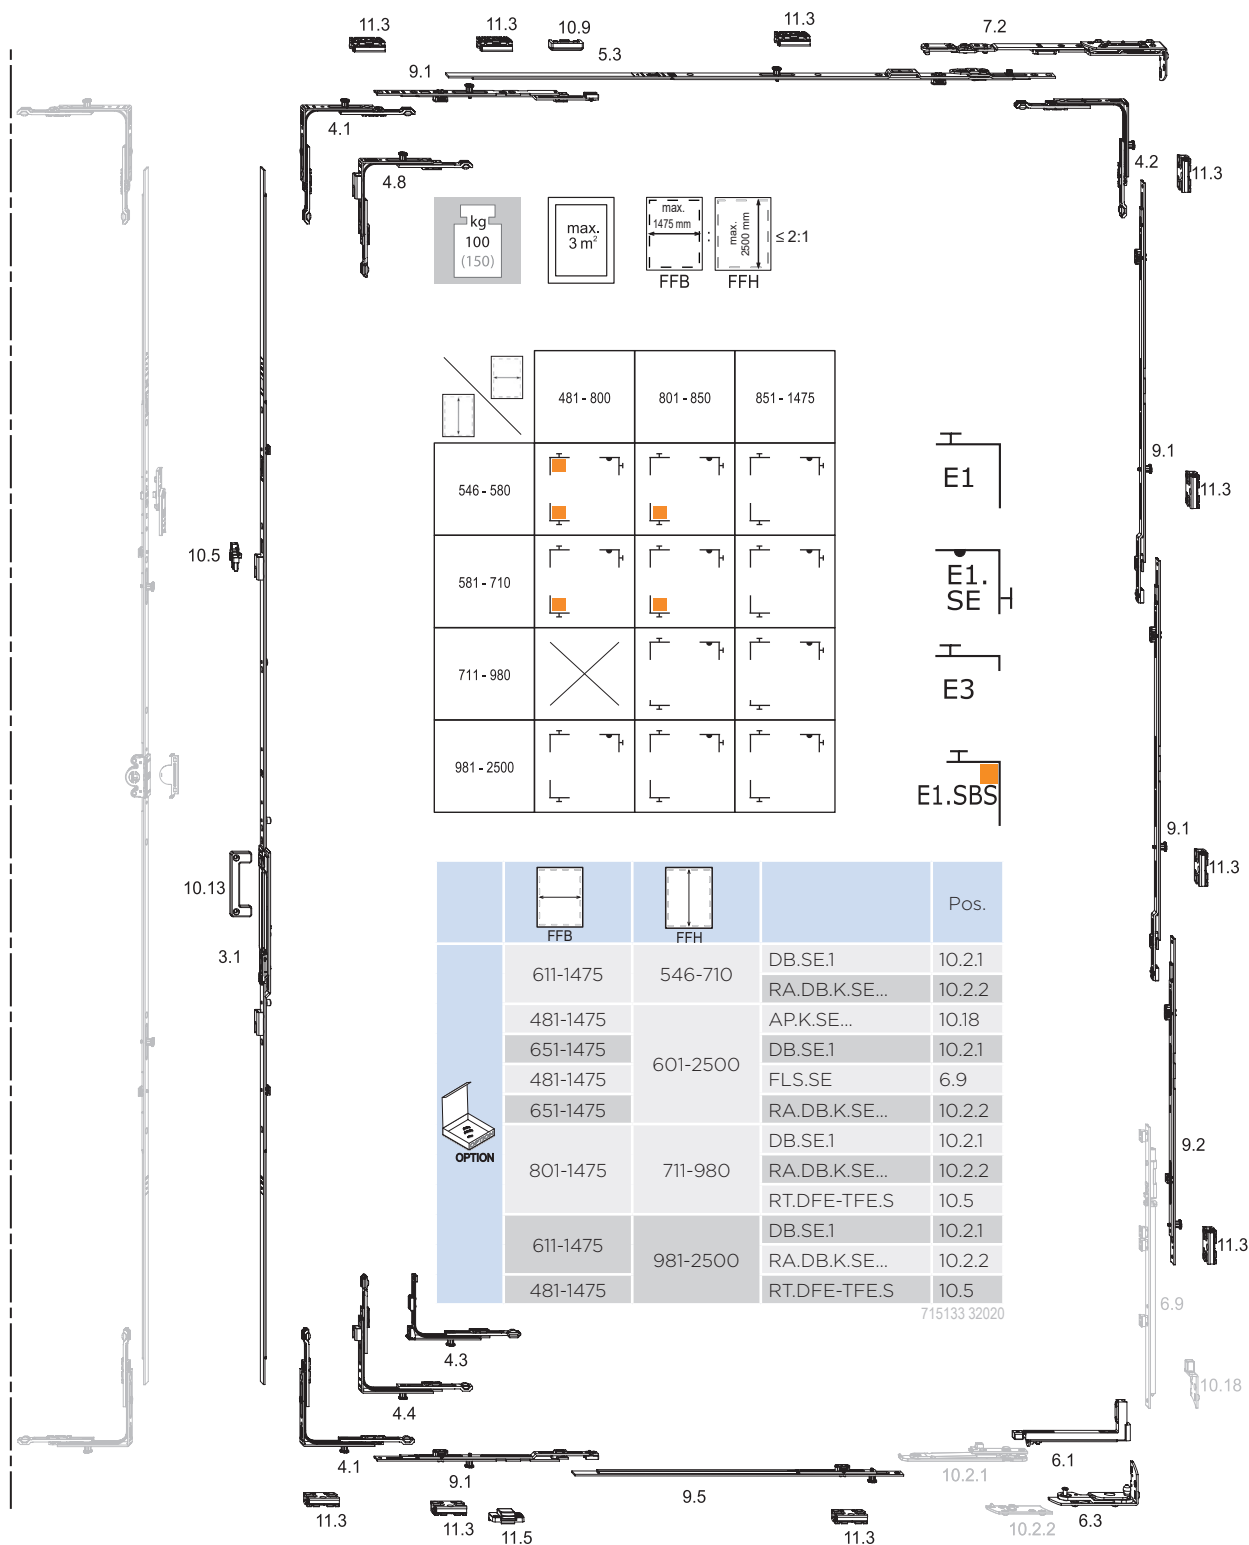 11.3
11.3
10.9
11.3
7.2
5.3
9.1
4.1
4.8
4.2
11.3
kg
100
(150)
max.
3 m²
max.
1475 mm
:
max.
2500 mm
≤ 2:1
FFB
FFH
481 - 800
801 - 850
851 - 1475
546 - 580
581 - 710
711 - 980
981 - 2500
E1
E1.
SE
E3
E1.SBS
9.1
11.3
10.5
9.1
11.3
10.13
3.1
FFB FFH Pos.
611-1475 546-710 DB.SE.1 10.2.1
RA.DB.K.SE... 10.2.2
481-1475 601-2500 AP.K.SE... 10.18
651-1475 DB.SE.1 10.2.1
481-1475 FLS.SE 6.9
651-1475 RA.DB.K.SE... 10.2.2
801-1475 711-980 DB.SE.1 10.2.1
RA.DB.K.SE... 10.2.2
RT.DFE-TFE.S 10.5
611-1475 981-2500 DB.SE.1 10.2.1
RA.DB.K.SE... 10.2.2
481-1475 RT.DFE-TFE.S 10.5
OPTION
715133 32020
9.2
11.3
6.9
10.18
4.3
4.4
4.1
9.1
9.5
10.2.1
6.1
11.3
11.3
11.5
11.3
10.2.2
6.3